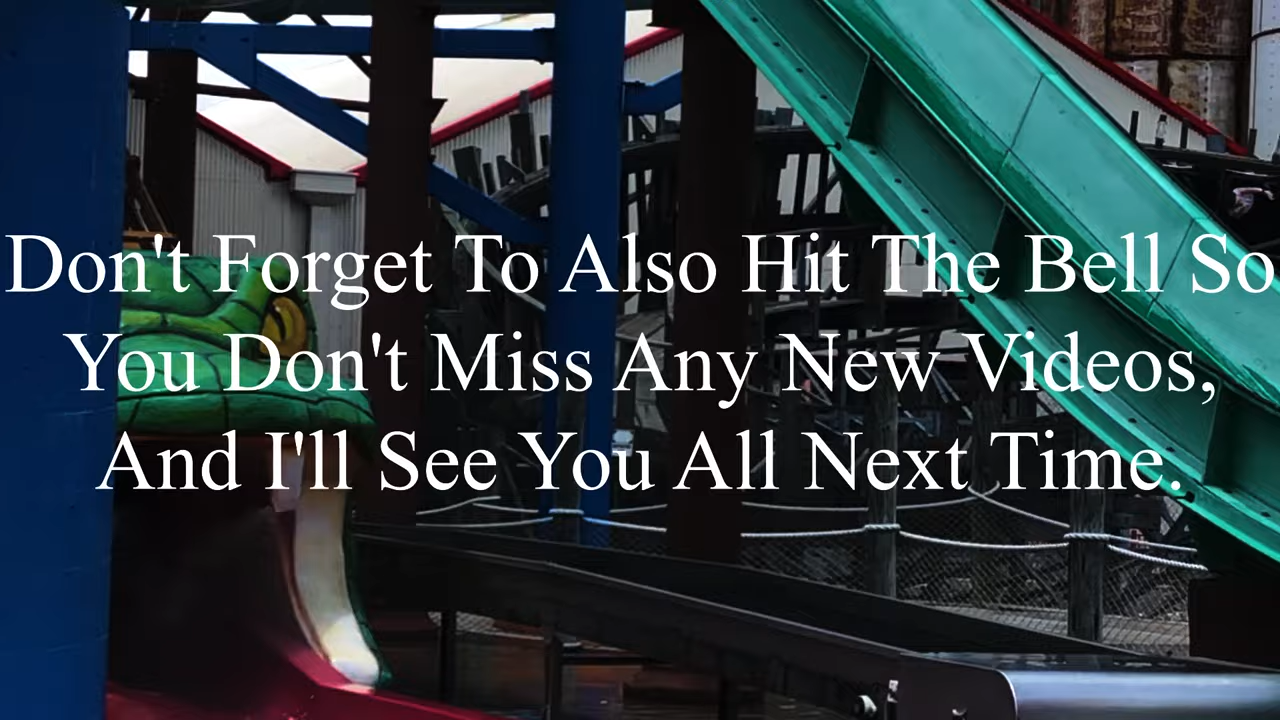 Don't Forget To Also Hit The Bell So
You Don't Miss Any New Videos,
And I'll See You All Next Time.